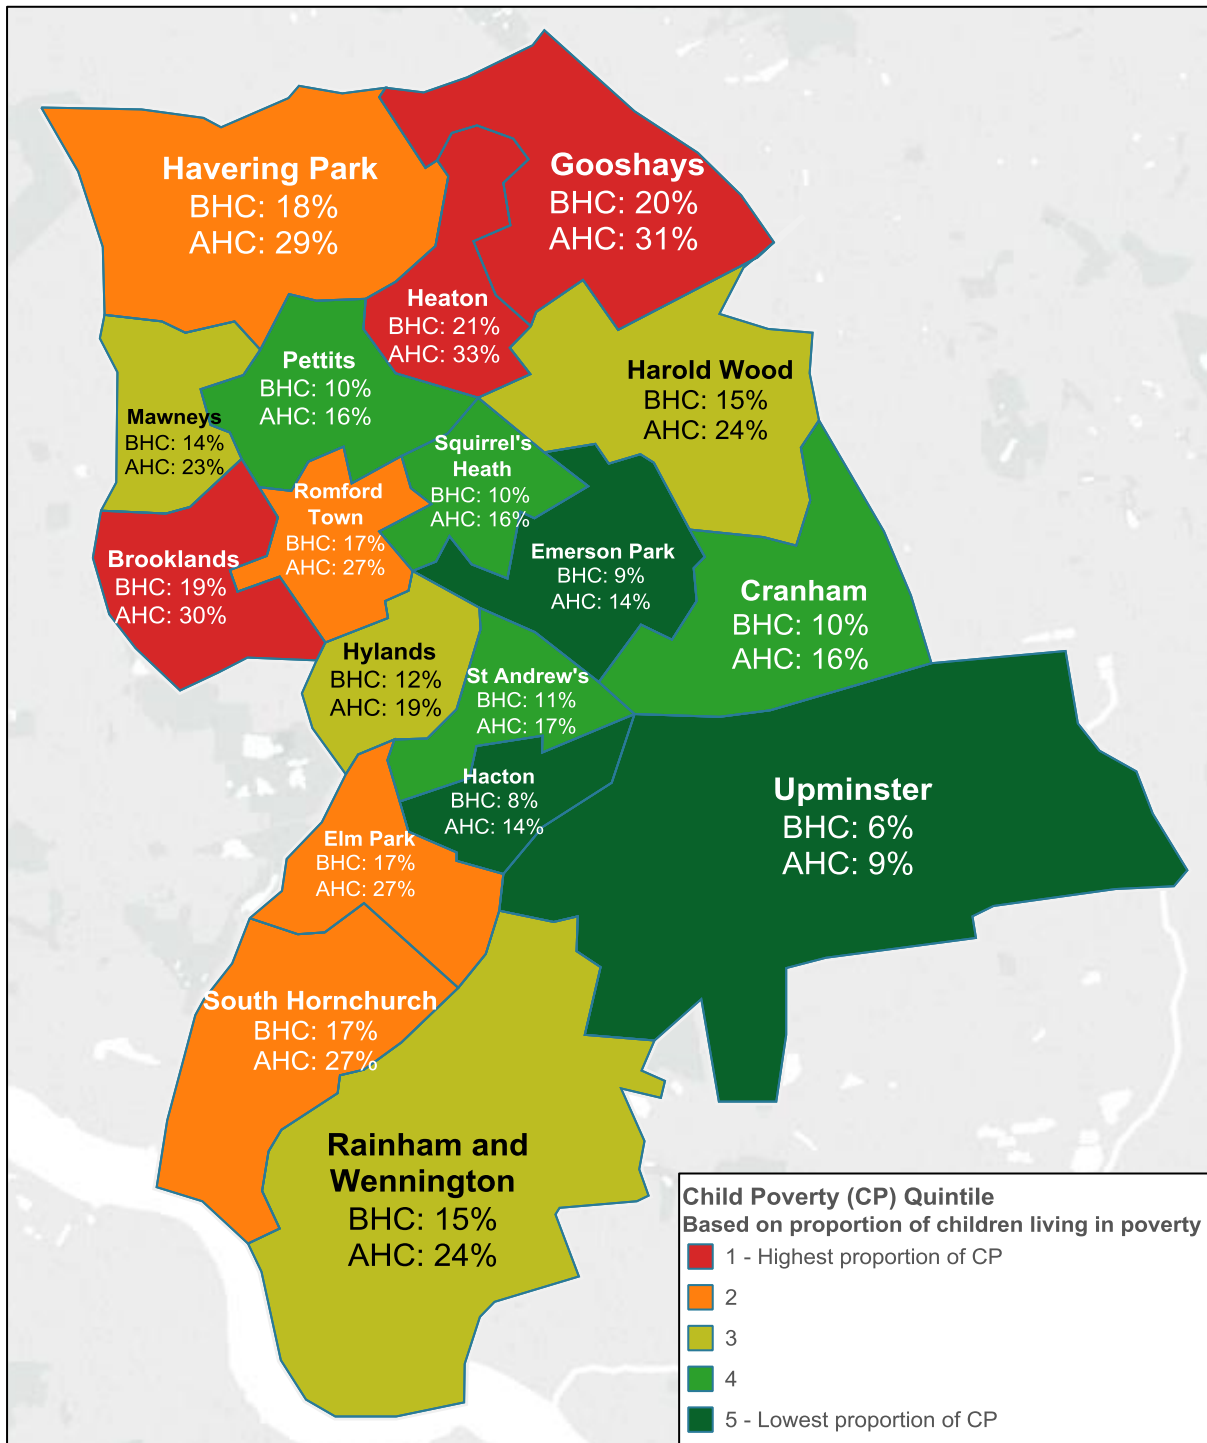 Havering Park
BHC: 18%
AHC: 29%
Gooshays
BHC: 20%
AHC: 31%
Heaton
BHC: 21%
AHC: 33%
Pettits
BHC: 10%
AHC: 16%
Harold Wood
BHC: 15%
AHC: 24%
Mawneys
BHC: 14%
AHC: 23%
Squirrel's
Heath
BHC: 10%
AHC: 16%
Romford
Town
BHC: 17%
AHC: 27%
Brooklands
BHC: 19%
AHC: 30%
Emerson Park
BHC: 9%
AHC: 14%
Cranham
BHC: 10%
AHC: 16%
Hylands
BHC: 12%
AHC: 19%
St Andrew's
BHC: 11%
AHC: 17%
Hacton
BHC: 8%
AHC: 14%
Upminster
BHC: 6%
AHC: 9%
Elm Park
BHC: 17%
AHC: 27%
South Hornchurch
BHC: 17%
AHC: 27%
Rainham and
Wennington
BHC: 15%
AHC: 24%
Child Poverty (CP) Quintile
Based on proportion of children living in poverty
1 - Highest proportion of CP
2
3
4
5 - Lowest proportion of CP